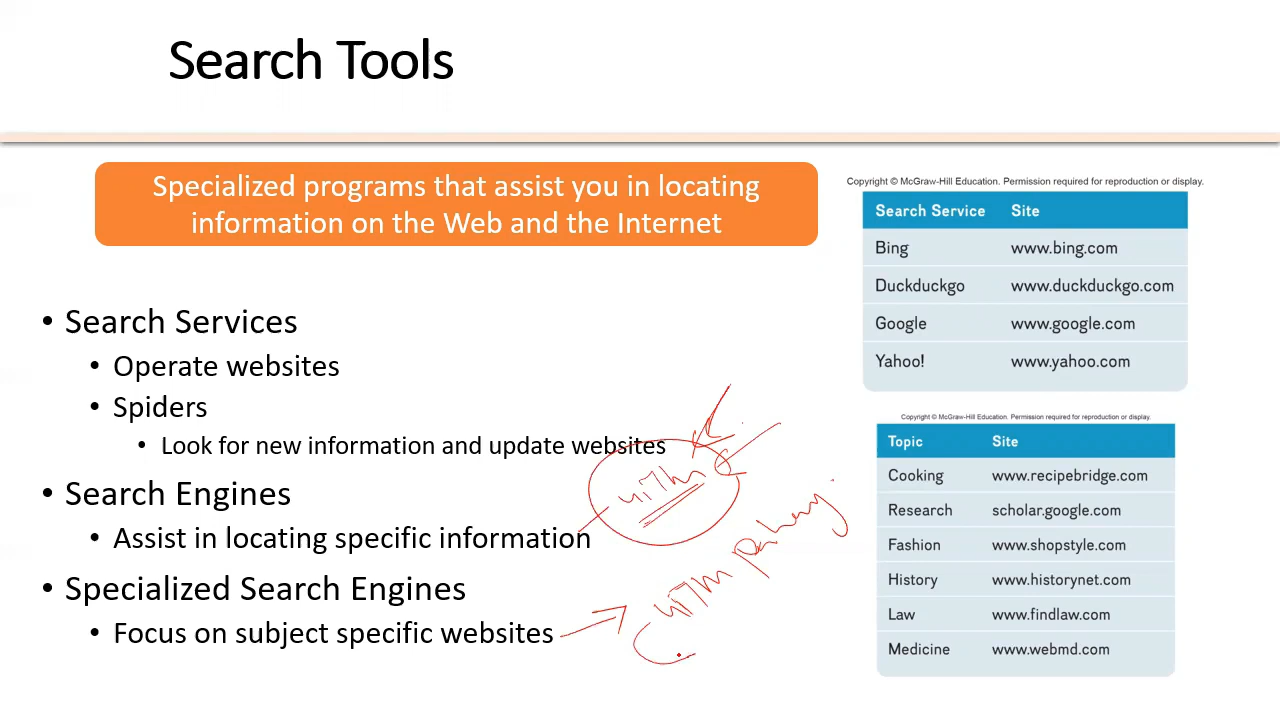 Search Tools
Specialized programs that assist you in locating
information on the Web and the Internet
• Search Services
• Operate websites
• Spiders
• Look for new information and update websites
• Search Engines
• Assist in locating specific information
• Specialized Search Engines
• Focus on subject specific websites
Copyright © McGraw-Hill Education. Permission required for reproduction or display.
Search Service Site
Bing www.bing.com
Duckduckgo www.duckduckgo.com
Google www.google.com
Yahoo! www.yahoo.com
Copyright © McGraw-Hill Education. Permission required for reproduction or display.
Topic Site
Cooking www.recipebridge.com
Research scholar.google.com
Fashion www.shopstyle.com
History www.historynet.com
Law www.findlaw.com
Medicine www.webmd.com